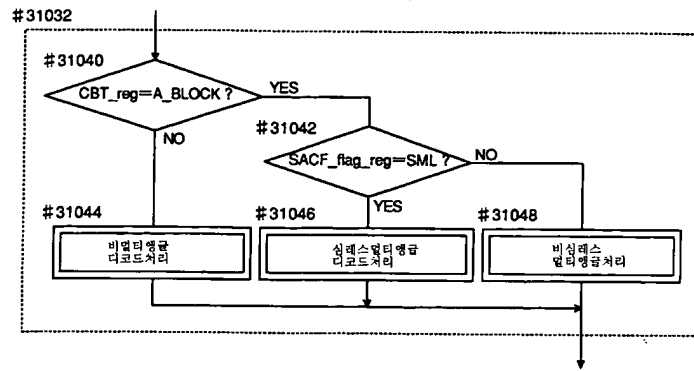 #31032
#31040
CBT_reg=A_BLOCK ?
YES
NO
#31042
SACF_flag_reg=SML ?
NO
YES
#31044
비멀티앵글
디코드처리
#31046
심레스멀티앵글
디코드처리
#31048
비심레스
멀티앵글처리